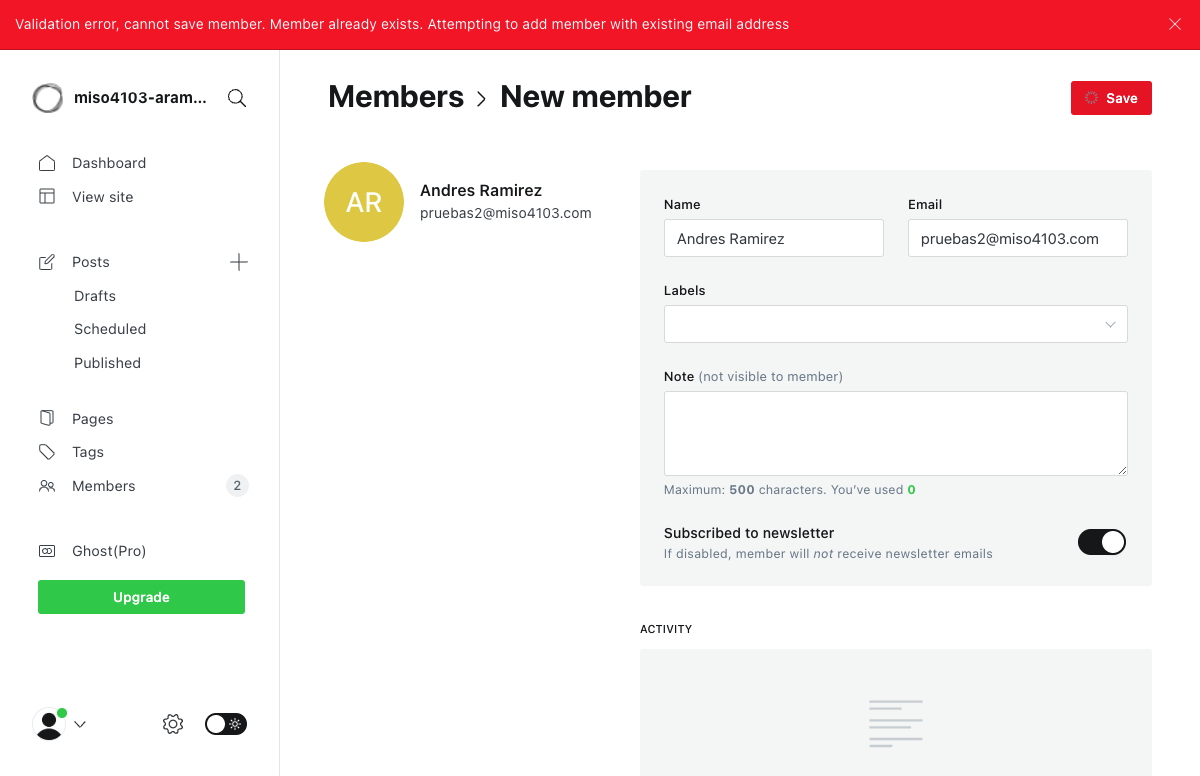 Validation error, cannot save member. Member already exists. Attempting to add member with existing email address
miso4103-aram...
Dashboard
View site
Posts
Drafts
Scheduled
Published
Pages
Tags
Members 2
Ghost(Pro)
Upgrade
Members > New member
Save
AR
Andres Ramirez
pruebas2@miso4103.com
Name Email
Andres Ramirez pruebas2@miso4103.com
Labels
Note (not visible to member)
Maximum: 500 characters. You’ve used 0
Subscribed to newsletter
If disabled, member will not receive newsletter emails
ACTIVITY